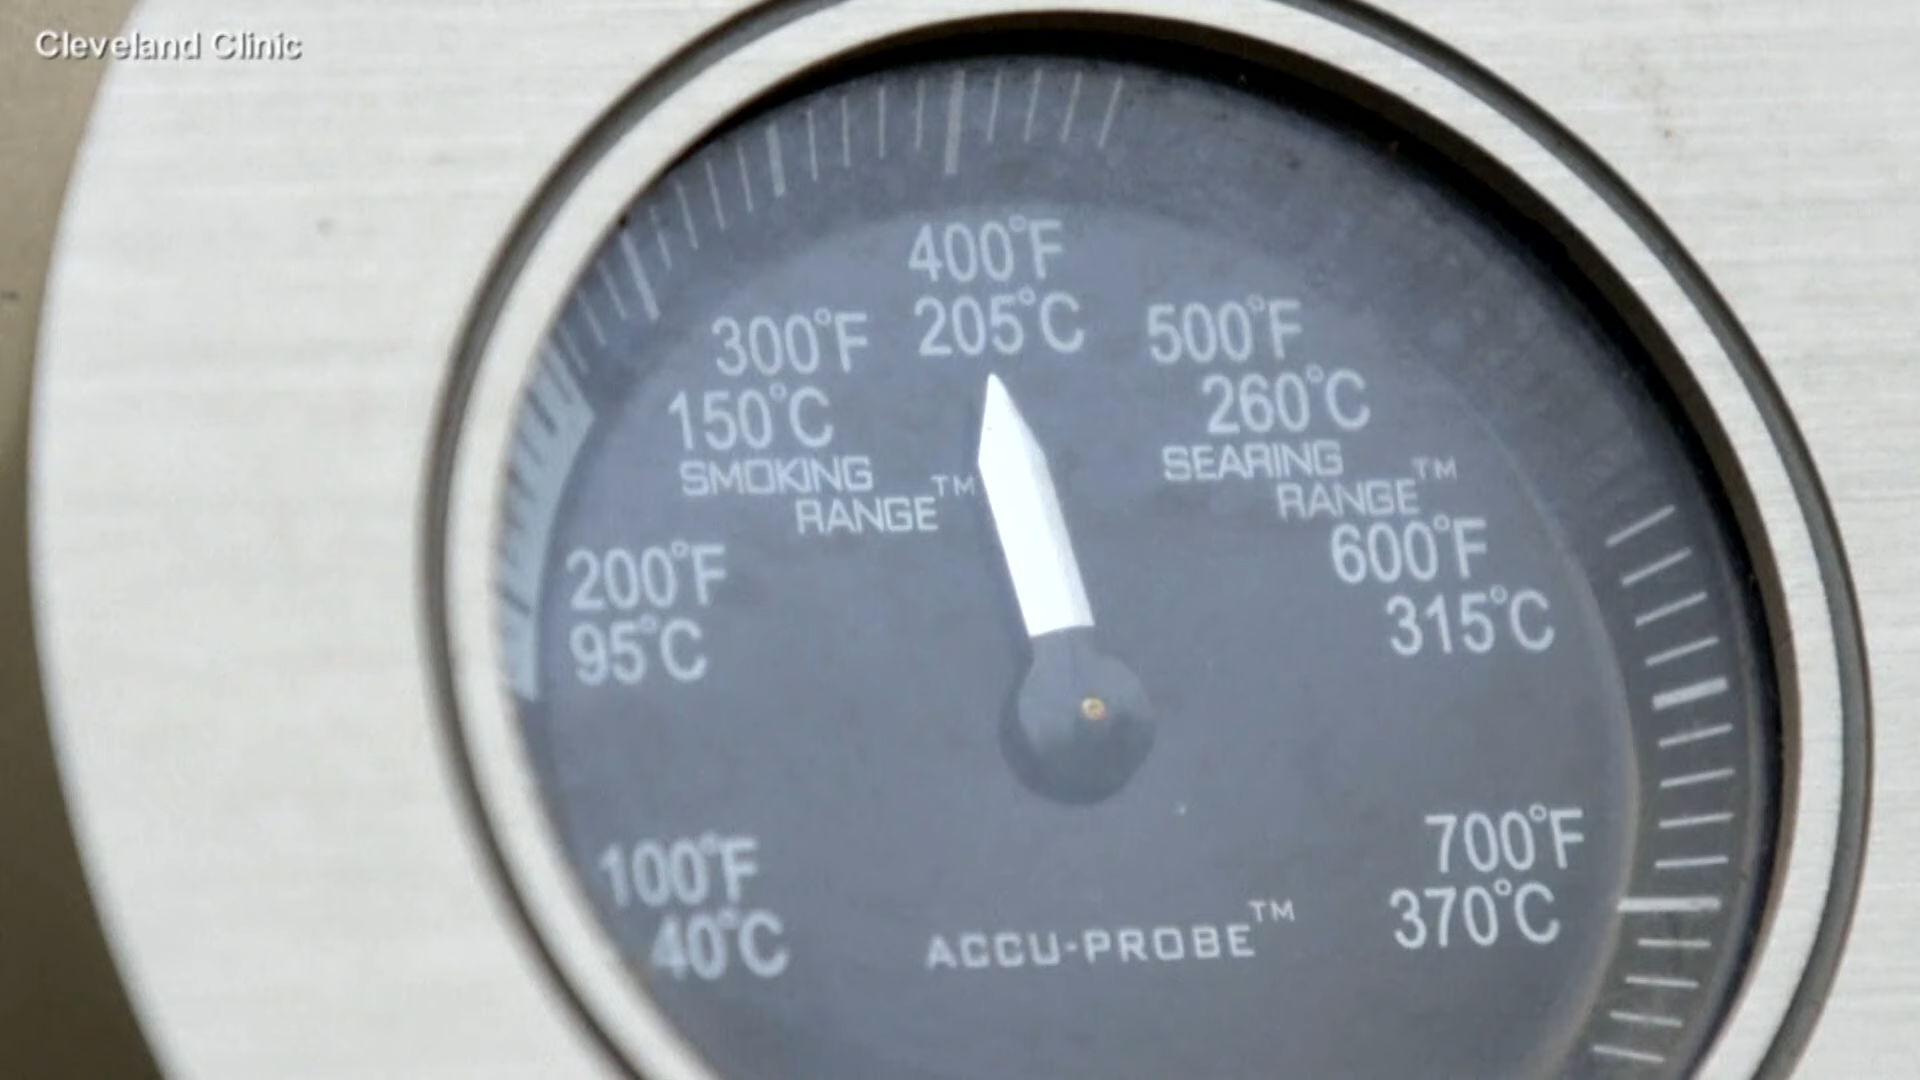 Cleveland Clinic
400°F
205°C
300°F
150°C
SMOKING
RANGE™
500°F
260°C
SEARING
RANGE™
200°F
95°C
600°F
315°C
100°F
40°C
700°F
370°C
ACCU-PROBE™